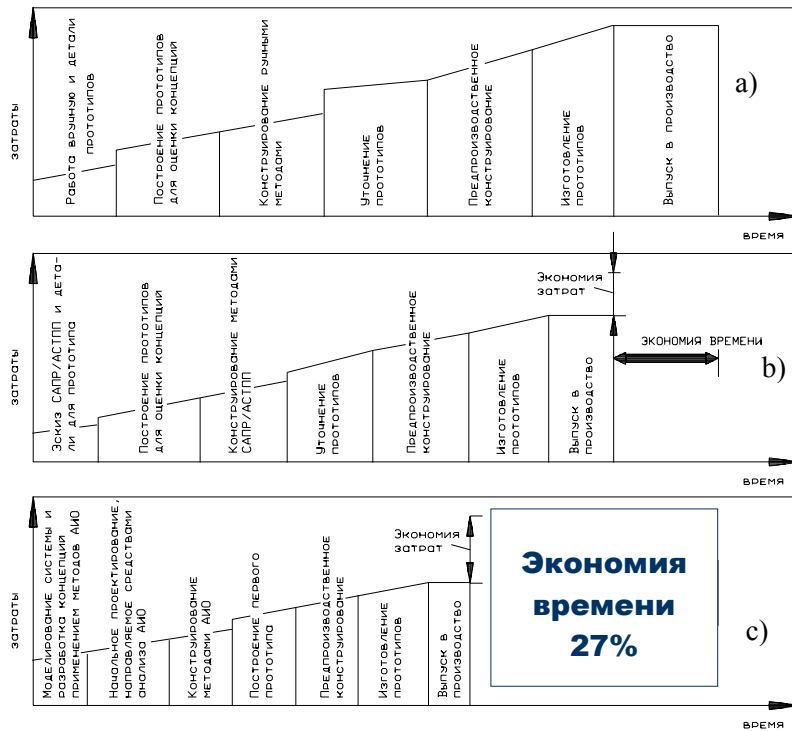 затраты
Работа вручную и детали
прототипов
Построение прототипов
для оценки концепций
Конструирование ручными
методами
Уточнение
прототипов
Предпроизводственное
конструирование
Изготовление
прототипов
Выпуск в производство
a)
время
затраты
Эскиз САПР/АСТПП и дета-
ли для прототипа
Построение прототипов
для оценки концепций
Конструирование методами
САПР/АСТПП
Уточнение
прототипов
Предпроизводственное
конструирование
Изготовление
прототипов
Выпуск в
производство
Экономия
затрат
экономия времени
b)
время
затраты
Моделирование системы и
разработка концепций
применением методов АИО
Начальное проектирование,
направляемое средствами
анализа АИО
Конструирование
методами АИО
Построение первого
прототипа
Предпроизводственное
конструирование
Изготовление
прототипов
Выпуск в
производство
Экономия
затрат
Экономия
времени
27%
c)
время